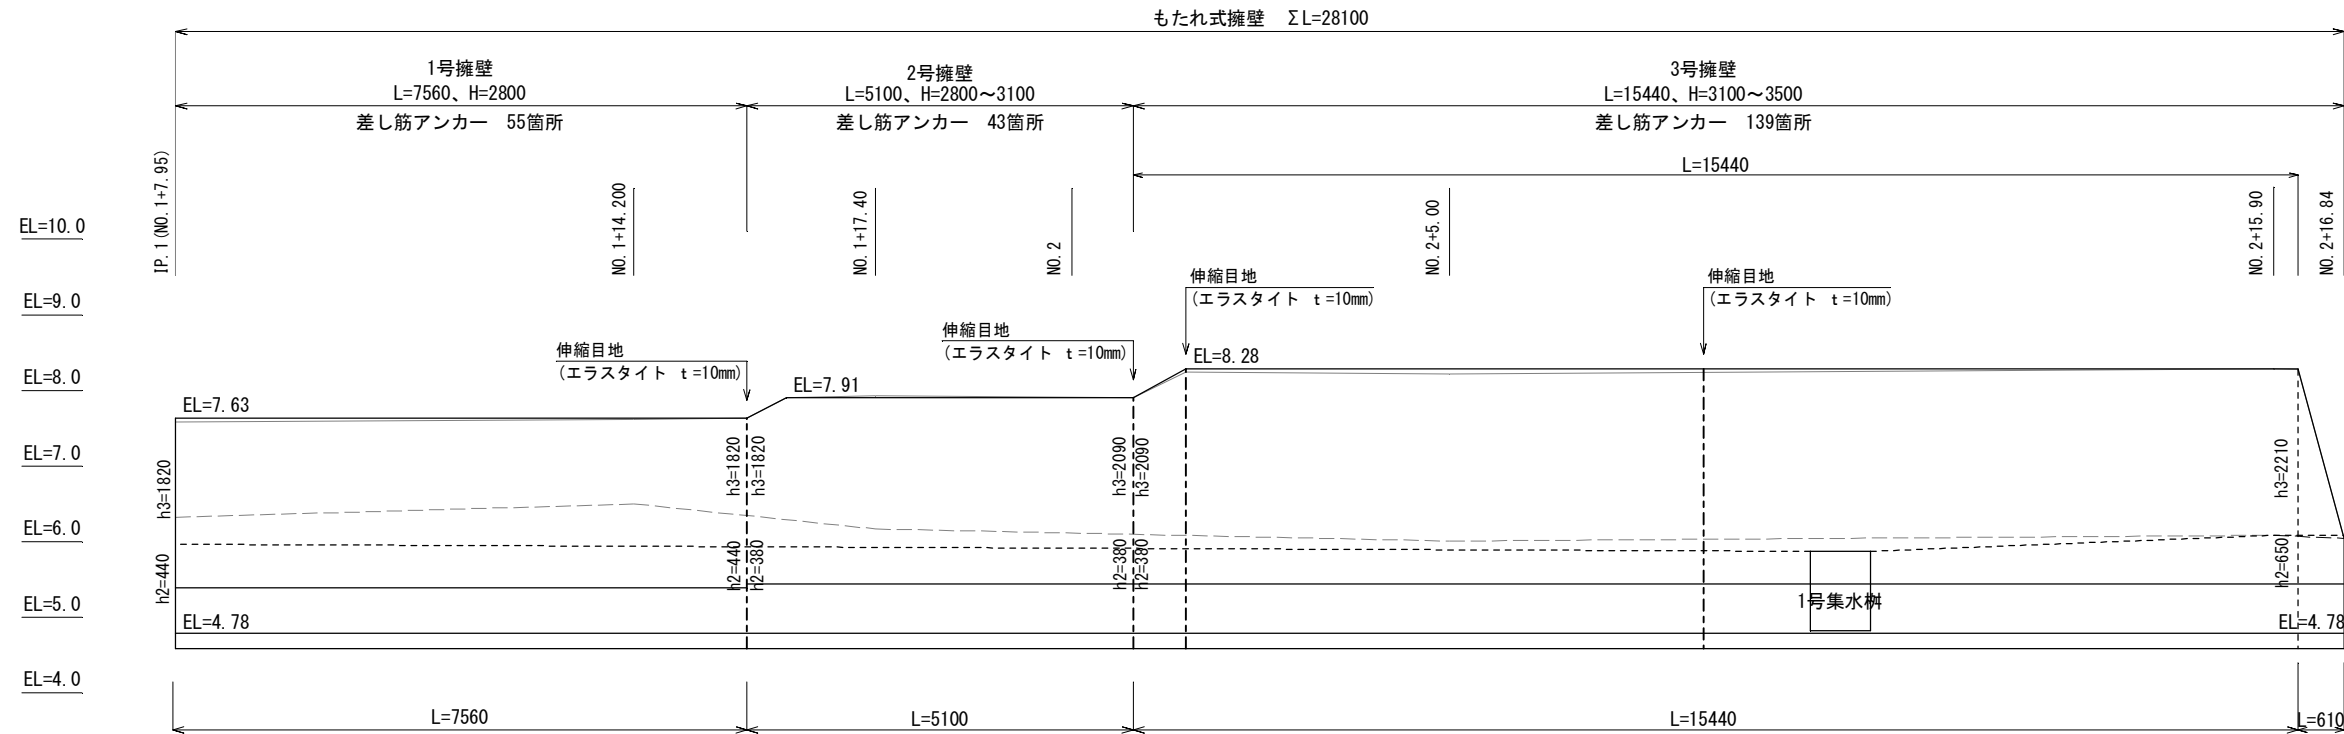 もたれ式擁壁　ΣL=28100
1号擁壁
L=7560、H=2800
差し筋アンカー　55箇所
2号擁壁
L=5100、H=2800～3100
差し筋アンカー　43箇所
3号擁壁
L=15440、H=3100～3500
差し筋アンカー　139箇所
L=15440
IP.1(NO.1+7.95)
NO.1+14.200
NO.1+17.40
NO.2
NO.2+5.00
NO.2+15.90
NO.2+16.84
EL=10.0
EL=9.0
EL=8.0
EL=7.0
EL=6.0
EL=5.0
EL=4.0
伸縮目地
(エラスタイト　t=10mm)
伸縮目地
(エラスタイト　t=10mm)
伸縮目地
(エラスタイト　t=10mm)
伸縮目地
(エラスタイト　t=10mm)
EL=7.63
EL=7.91
EL=8.28
h3=1820
h3=1820
h3=1820
h3=2090
h3=2090
h3=2210
h2=440
h2=440
h2=380
h2=380
h2=380
h2=650
1号集水桝
EL=4.78
EL=4.78
L=7560
L=5100
L=15440
L=610